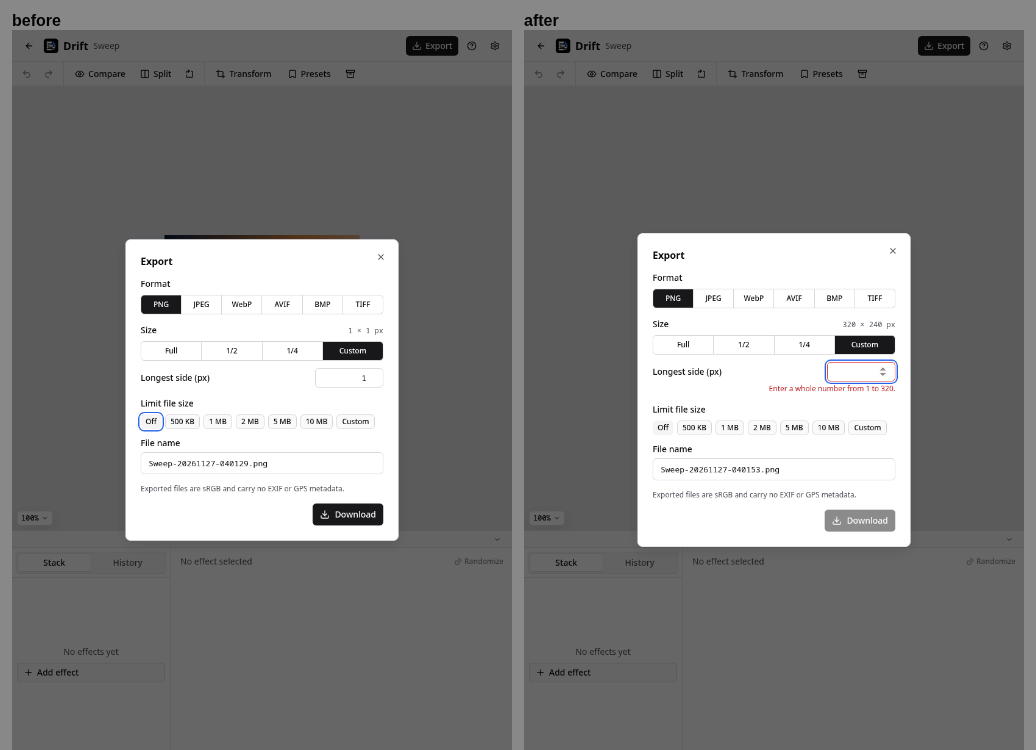 before
Drift Sweep Export
Compare Split Transform Presets
Export
Format
PNG JPEG WebP AVIF BMP TIFF
Size 1 × 1 px
Full 1/2 1/4 Custom
Longest side (px) 1
Limit file size
Off 500 KB 1 MB 2 MB 5 MB 10 MB Custom
File name
Sweep-20261127-040129.png
Exported files are sRGB and carry no EXIF or GPS metadata.
Download
100%
Stack History No effect selected Randomize
No effects yet
Add effect
after
Drift Sweep Export
Compare Split Transform Presets
Export
Format
PNG JPEG WebP AVIF BMP TIFF
Size 320 × 240 px
Full 1/2 1/4 Custom
Longest side (px)
Enter a whole number from 1 to 320.
Limit file size
Off 500 KB 1 MB 2 MB 5 MB 10 MB Custom
File name
Sweep-20261127-040153.png
Exported files are sRGB and carry no EXIF or GPS metadata.
Download
100%
Stack History No effect selected Randomize
No effects yet
+ Add effect